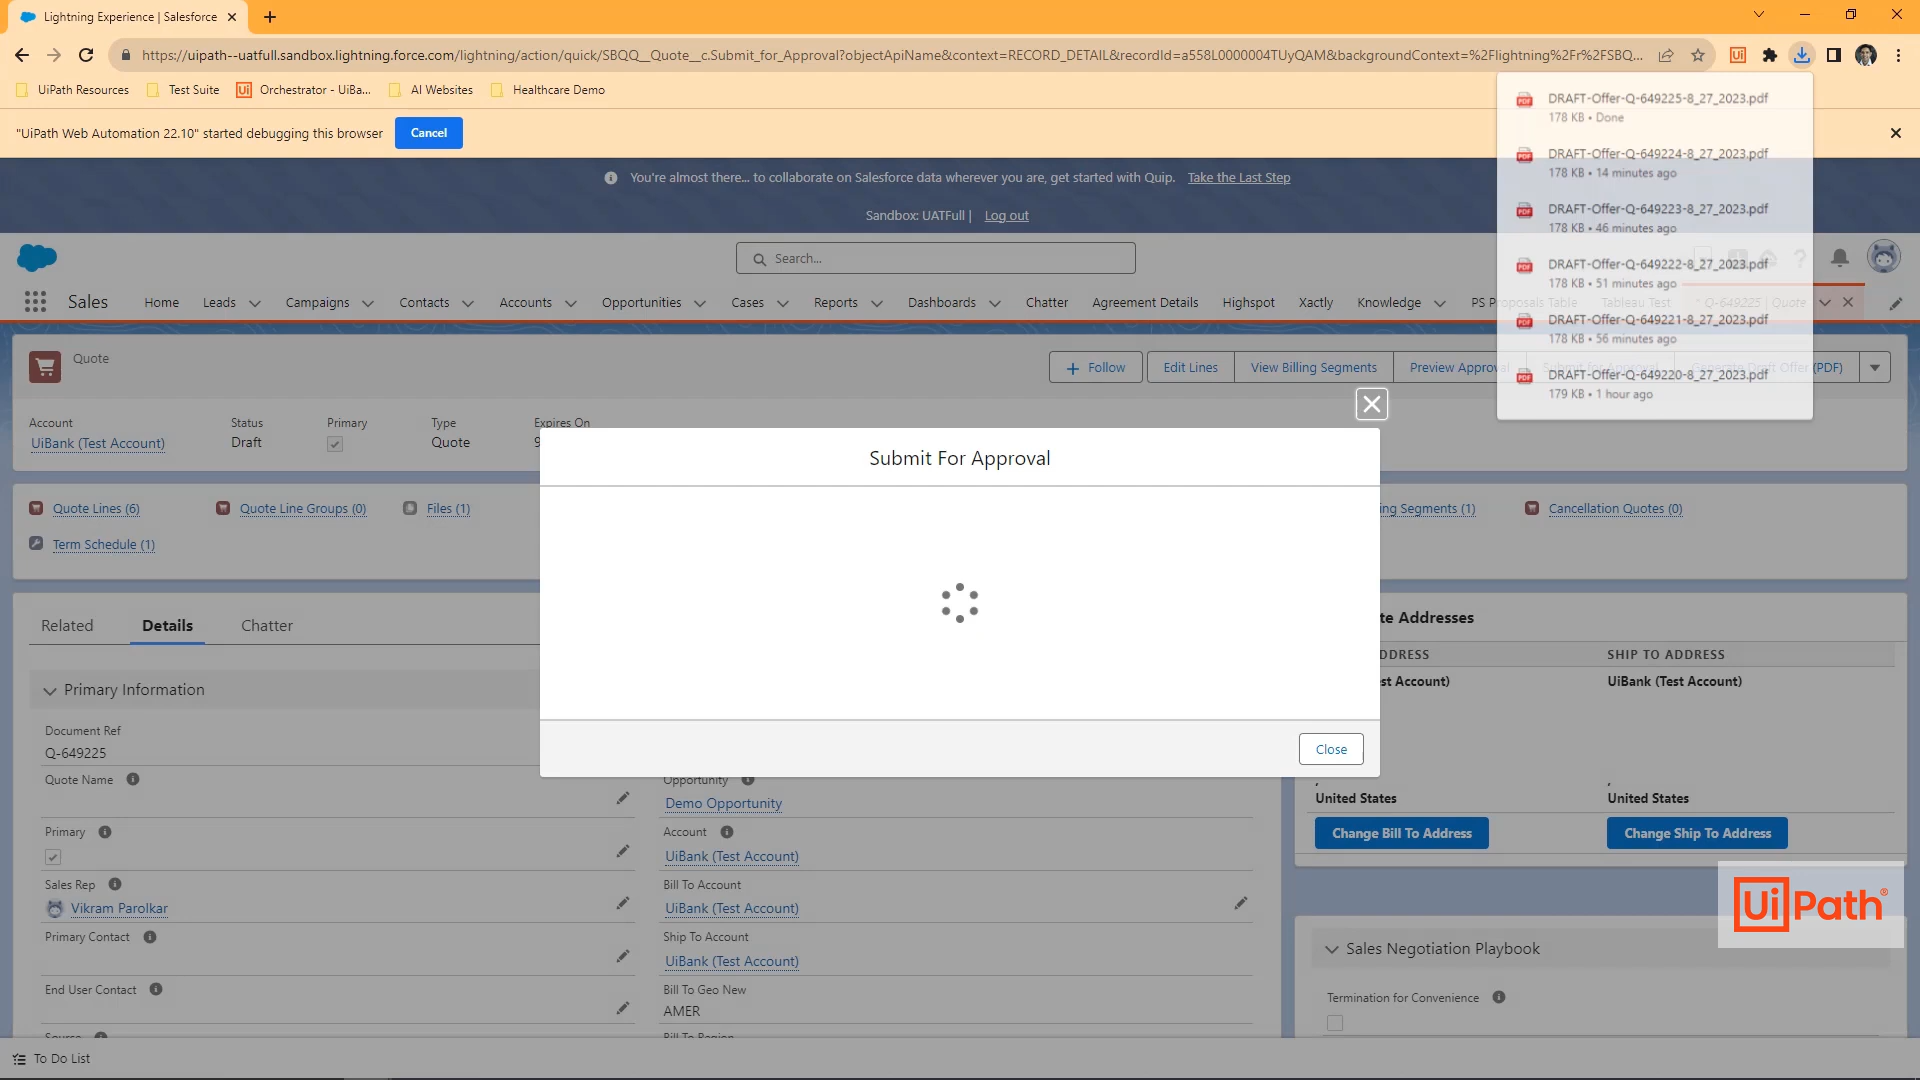 Lightning Experience | Salesforce
https://uipath--uatfull.sandbox.lightning.force.com/lightning/action/quick/SBQQ__Quote__c.Submit_for_Approval?objectApiName&context=RECORD_DETAIL&recordId=a558L0000004TUyQAM&backgroundContext=%2Flightning%2Fr%2FSBQ...
UiPath Resources
Test Suite
Orchestrator - UiBa...
AI Websites
Healthcare Demo
DRAFT-Offer-Q-649225-8_27_2023.pdf
178 KB • Done
DRAFT-Offer-Q-649224-8_27_2023.pdf
178 KB • 14 minutes ago
DRAFT-Offer-Q-649223-8_27_2023.pdf
178 KB • 46 minutes ago
DRAFT-Offer-Q-649222-8_27_2023.pdf
178 KB • 51 minutes ago
DRAFT-Offer-Q-649221-8_27_2023.pdf
178 KB • 56 minutes ago
DRAFT-Offer-Q-649220-8_27_2023.pdf
179 KB • 1 hour ago
"UiPath Web Automation 22.10" started debugging this browser
Cancel
You're almost there... to collaborate on Salesforce data wherever you are, get started with Quip. Take the Last Step
Sandbox: UATFull | Log out
Search...
Sales
Home
Leads
Campaigns
Contacts
Accounts
Opportunities
Cases
Reports
Dashboards
Chatter
Agreement Details
Highspot
Xactly
Knowledge
PS Proposals Table
Tableau Test
* Q-649225 | Quote
Quote
Follow
Edit Lines
View Billing Segments
Preview Approval
Submit for Approval
Generate Draft Offer (PDF)
Account
UiBank (Test Account)
Status
Draft
Primary
Type
Quote
Expires On
9
Submit For Approval
Close
Quote Lines (6)
Quote Line Groups (0)
Files (1)
ing Segments (1)
Cancellation Quotes (0)
Term Schedule (1)
Related
Details
Chatter
Primary Information
Document Ref
Q-649225
Quote Name
Primary
Sales Rep
Vikram Parolkar
Primary Contact
End User Contact
Source
Opportunity
Demo Opportunity
Account
UiBank (Test Account)
Bill To Account
UiBank (Test Account)
Ship To Account
UiBank (Test Account)
Bill To Geo New
AMER
Bill To Region
te Addresses
DDRESS
SHIP TO ADDRESS
st Account)
UiBank (Test Account)
,
,
United States
United States
Change Bill To Address
Change Ship To Address
UiPath®
Sales Negotiation Playbook
Termination for Convenience
To Do List